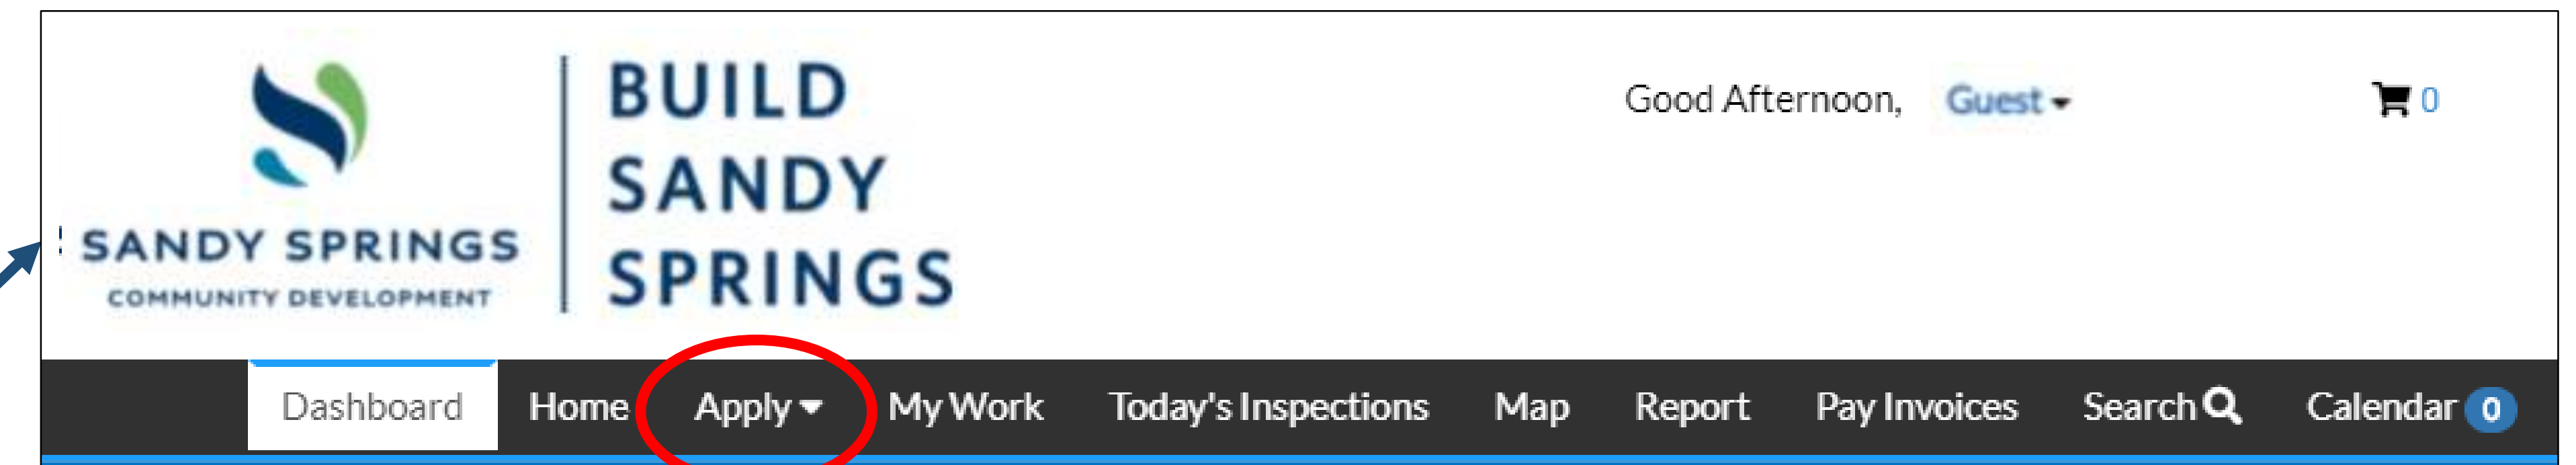 BUILD
SANDY
SPRINGS
SANDY SPRINGS
COMMUNITY DEVELOPMENT
Good Afternoon, Guest 0
Dashboard Home Apply My Work Today's Inspections Map Report Pay Invoices Search Calendar 0